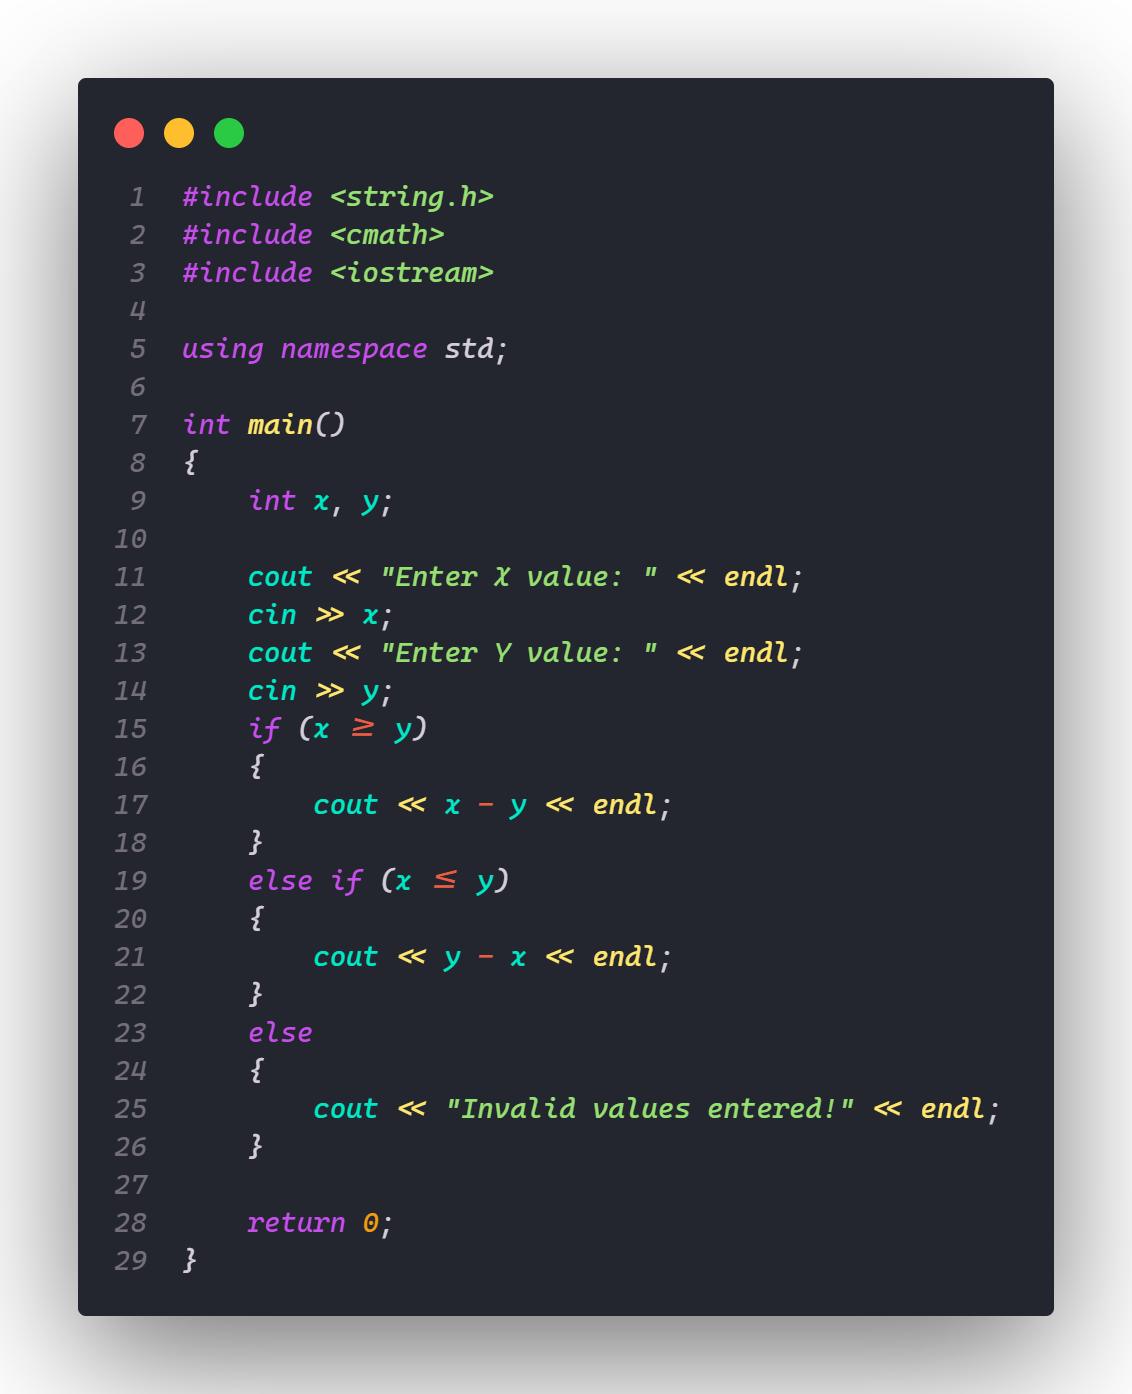 1 #include <string.h>
2 #include <cmath>
3 #include <iostream>
4
5 using namespace std;
6
7 int main()
8 {
9     int x, y;
10
11     cout << "Enter X value: " << endl;
12     cin >> x;
13     cout << "Enter Y value: " << endl;
14     cin >> y;
15     if (x ≥ y)
16     {
17         cout << x - y << endl;
18     }
19     else if (x ≤ y)
20     {
21         cout << y - x << endl;
22     }
23     else
24     {
25         cout << "Invalid values entered!" << endl;
26     }
27
28     return 0;
29 }